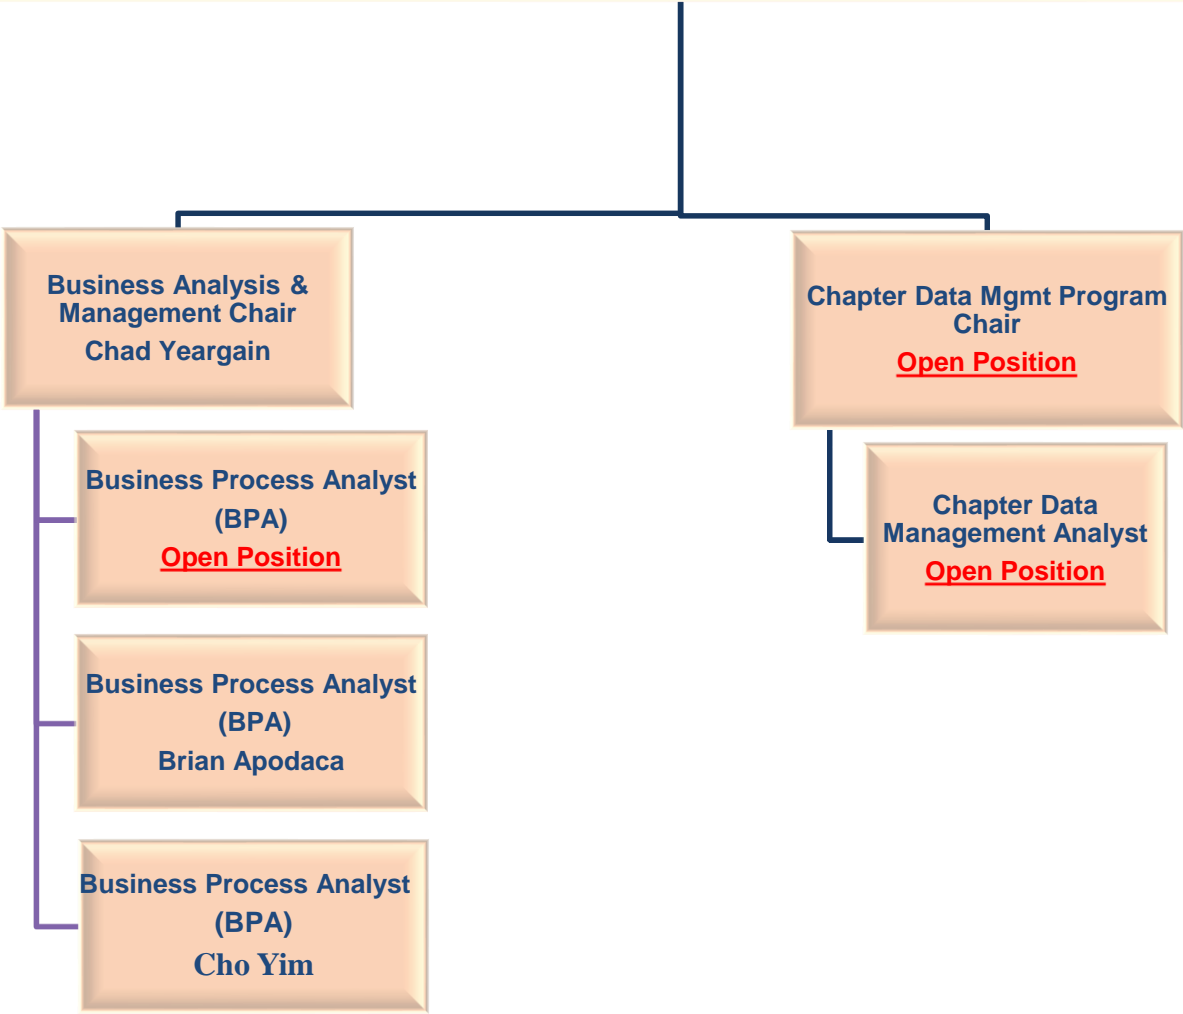 Business Analysis &
Management Chair
Chad Yeargain
Business Process Analyst
(BPA)
Open Position
Business Process Analyst
(BPA)
Brian Apodaca
Business Process Analyst
(BPA)
Cho Yim
Chapter Data Mgmt Program
Chair
Open Position
Chapter Data
Management Analyst
Open Position